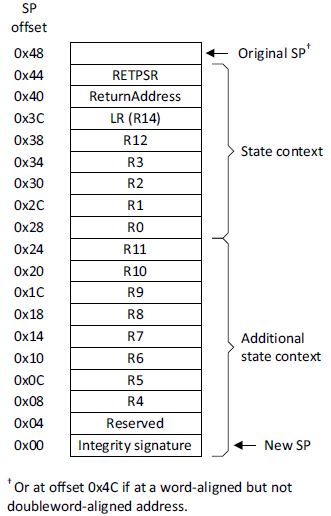 SP
offset
0x48 Original SP†
0x44 RETPSR
0x40 ReturnAddress
0x3C LR (R14)
0x38 R12
0x34 R3 State context
0x30 R2
0x2C R1
0x28 R0
0x24 R11
0x20 R10
0x1C R9
0x18 R8
0x14 R7 Additional
0x10 R6 state context
0x0C R5
0x08 R4
0x04 Reserved
0x00 Integrity signature New SP
† Or at offset 0x4C if at a word-aligned but not
doubleword-aligned address.